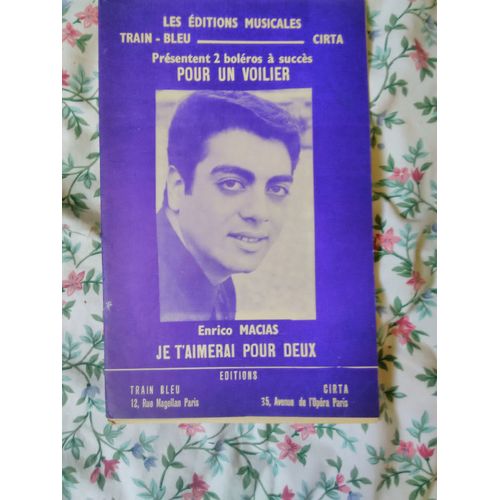 LES ÉDITIONS MUSICALES
TRAIN - BLEU CIRTA
Présentent 2 boléros à succès
POUR UN VOILIER
Enrico MACIAS
JE T'AIMERAI POUR DEUX
EDITIONS
TRAIN BLEU CIRTA
12, Rue Magellan Paris 35, Avenue de l'Opéra Paris